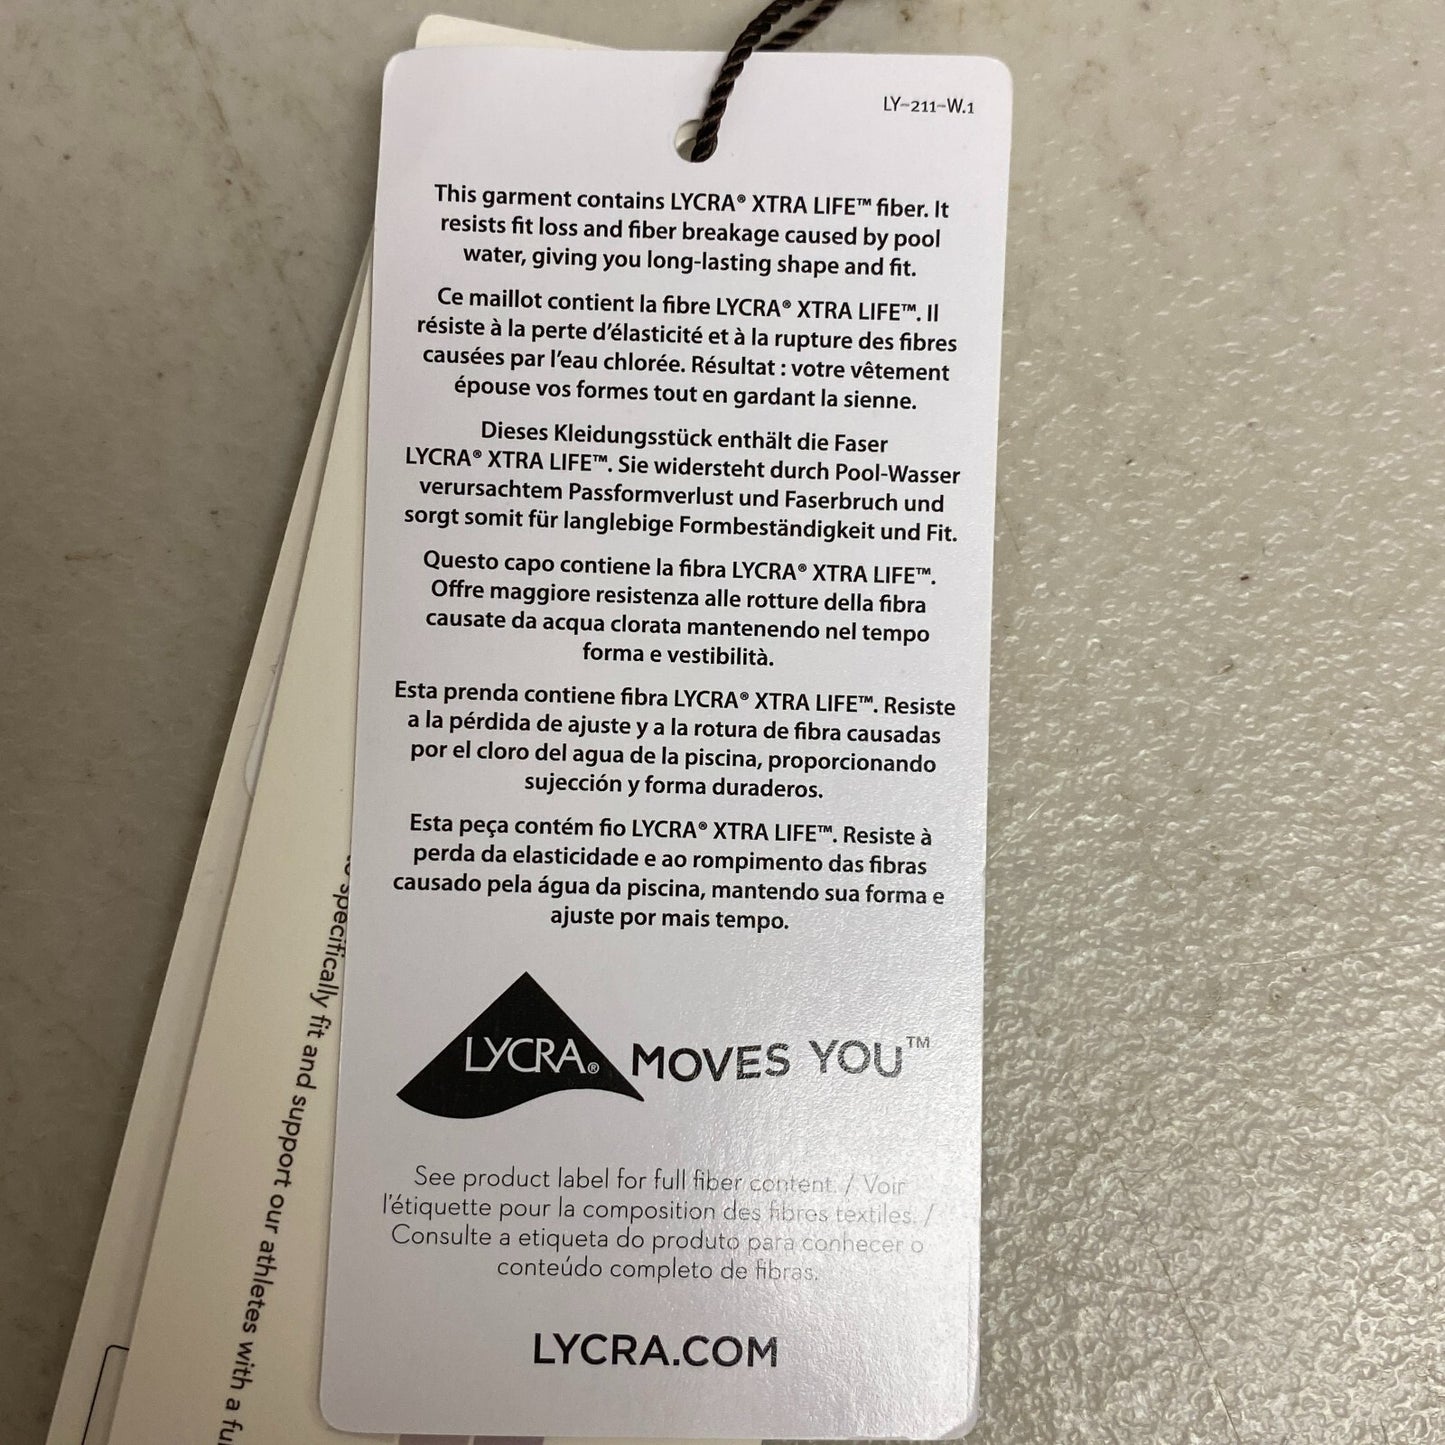 LY-211-W.1
This garment contains LYCRA® XTRA LIFE™ fiber. It
resists fit loss and fiber breakage caused by pool
water, giving you long-lasting shape and fit.
Ce maillot contient la fibre LYCRA® XTRA LIFE™. Il
résiste à la perte d'élasticité et à la rupture des fibres
causées par l'eau chlorée. Résultat : votre vêtement
épouse vos formes tout en gardant la sienne.
Dieses Kleidungsstück enthält die Faser
LYCRA® XTRA LIFE™. Sie widersteht durch Pool-Wasser
verursachtem Passformverlust und Faserbruch und
sorgt somit für langlebige Formbeständigkeit und Fit.
Questo capo contiene la fibra LYCRA® XTRA LIFE™.
Offre maggiore resistenza alle rotture della fibra
causate da acqua clorata mantenendo nel tempo
forma e vestibilità.
Esta prenda contiene fibra LYCRA® XTRA LIFE™. Resiste
a la pérdida de ajuste y a la rotura de fibra causadas
por el cloro del agua de la piscina, proporcionando
sujección y forma duraderos.
Esta peça contém fio LYCRA® XTRA LIFE™. Resiste à
perda da elasticidade e ao rompimento das fibras
causado pela água da piscina, mantendo sua forma e
ajuste por mais tempo.
LYCRA® MOVES YOU™
See product label for full fiber content. / Voir
l'étiquette pour la composition des fibres textiles. /
Consulte a etiqueta do produto para conhecer o
conteúdo completo de fibras.
LYCRA.COM
specifically fit and support our athletes with a